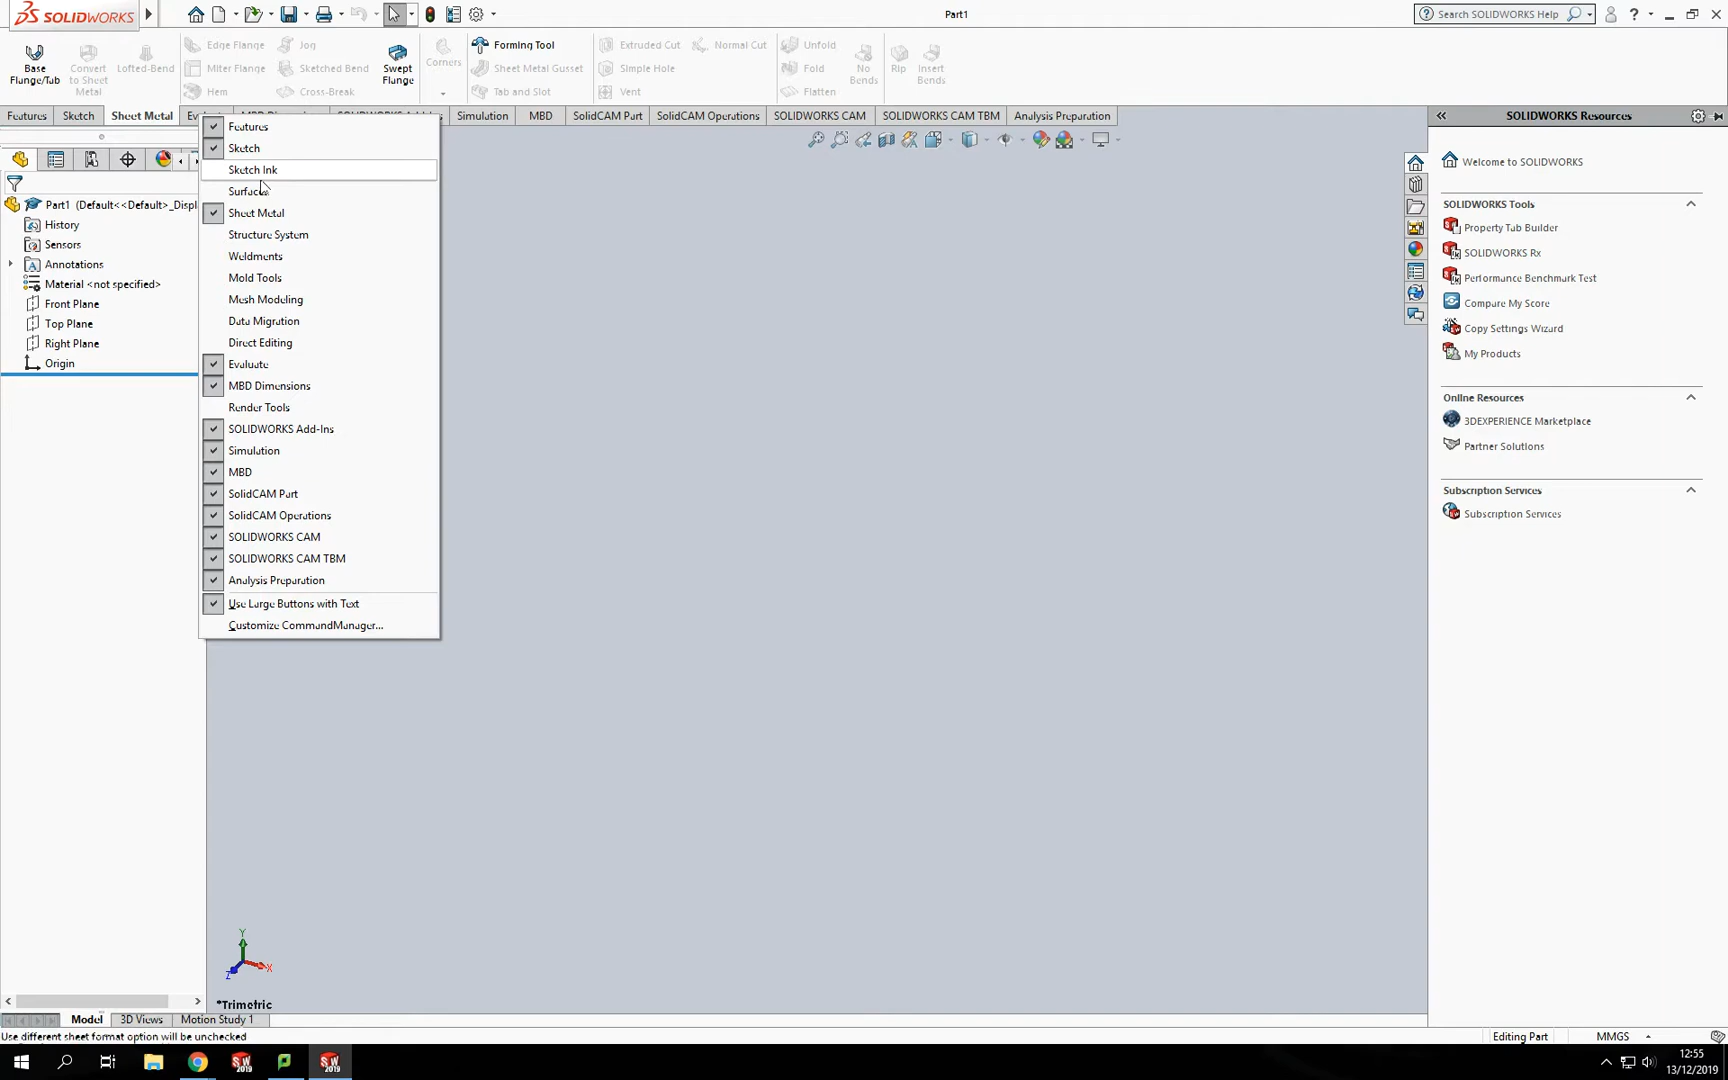 SOLIDWORKS
Part1
Search SOLIDWORKS Help
Base Flange/Tab
Convert to Sheet Metal
Lofted-Bend
Edge Flange
Miter Flange
Hem
Jog
Sketched Bend
Cross-Break
Swept Flange
Corners
Forming Tool
Sheet Metal Gusset
Tab and Slot
Extruded Cut
Simple Hole
Vent
Normal Cut
Unfold
Fold
Flatten
No Bends
Rip
Insert Bends
Features
Sketch
Sheet Metal
Simulation
MBD
SolidCAM Part
SolidCAM Operations
SOLIDWORKS CAM
SOLIDWORKS CAM TBM
Analysis Preparation
Part1 (Default<<Default>_Displ
History
Sensors
Annotations
Material <not specified>
Front Plane
Top Plane
Right Plane
Origin
Features
Sketch
Sketch Ink
Surfaces
Sheet Metal
Structure System
Weldments
Mold Tools
Mesh Modeling
Data Migration
Direct Editing
Evaluate
MBD Dimensions
Render Tools
SOLIDWORKS Add-Ins
Simulation
MBD
SolidCAM Part
SolidCAM Operations
SOLIDWORKS CAM
SOLIDWORKS CAM TBM
Analysis Preparation
Use Large Buttons with Text
Customize CommandManager...
SOLIDWORKS Resources
Welcome to SOLIDWORKS
SOLIDWORKS Tools
Property Tab Builder
SOLIDWORKS Rx
Performance Benchmark Test
Compare My Score
Copy Settings Wizard
My Products
Online Resources
3DEXPERIENCE Marketplace
Partner Solutions
Subscription Services
Subscription Services
Y
X
Z
*Trimetric
Model
3D Views
Motion Study 1
Use different sheet format option will be unchecked
Editing Part
MMGS
SW 2019
SW 2019
12:55
13/12/2019